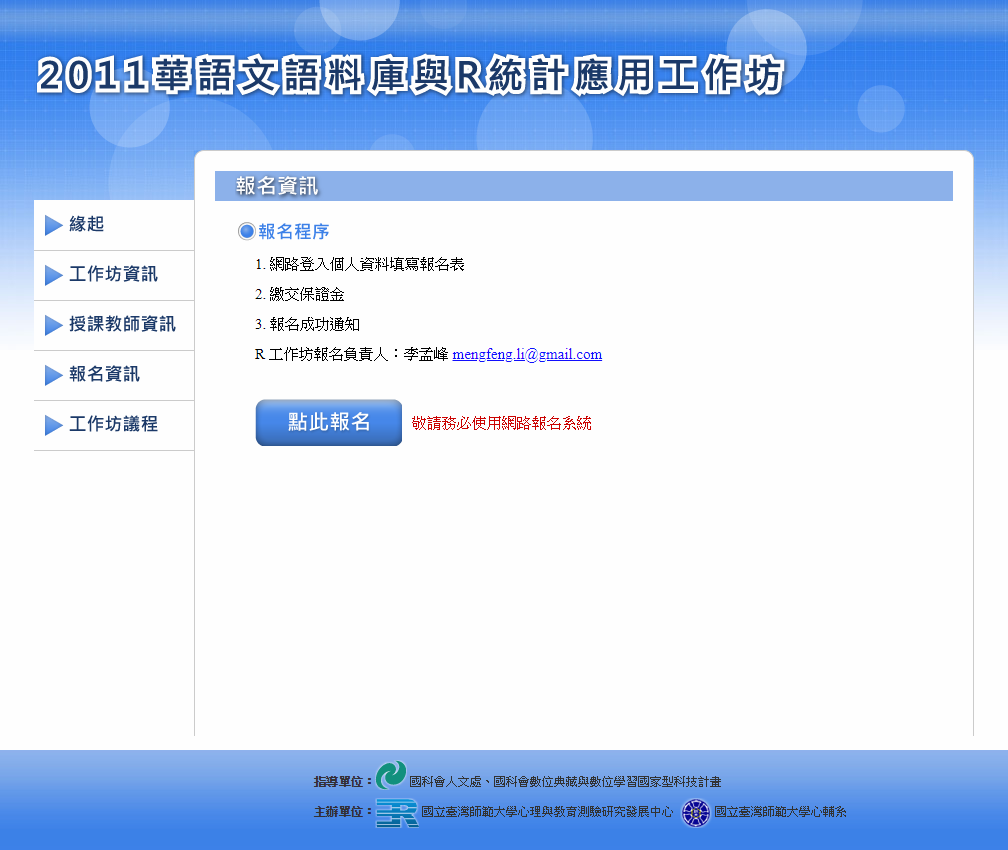 2011華語文語料庫與R統計應用工作坊
緣起
工作坊資訊
授課教師資訊
報名資訊
工作坊議程
報名資訊
報名程序
1. 網路登入個人資料填寫報名表
2. 繳交保證金
3. 報名成功通知
R 工作坊報名負責人：李孟峰 mengfeng.li@gmail.com
點此報名 敬請務必使用網路報名系統
指導單位： 國科會人文處、國科會數位典藏與數位學習國家型科技計畫
主辦單位： 國立臺灣師範大學心理與教育測驗研究發展中心 國立臺灣師範大學心輔系